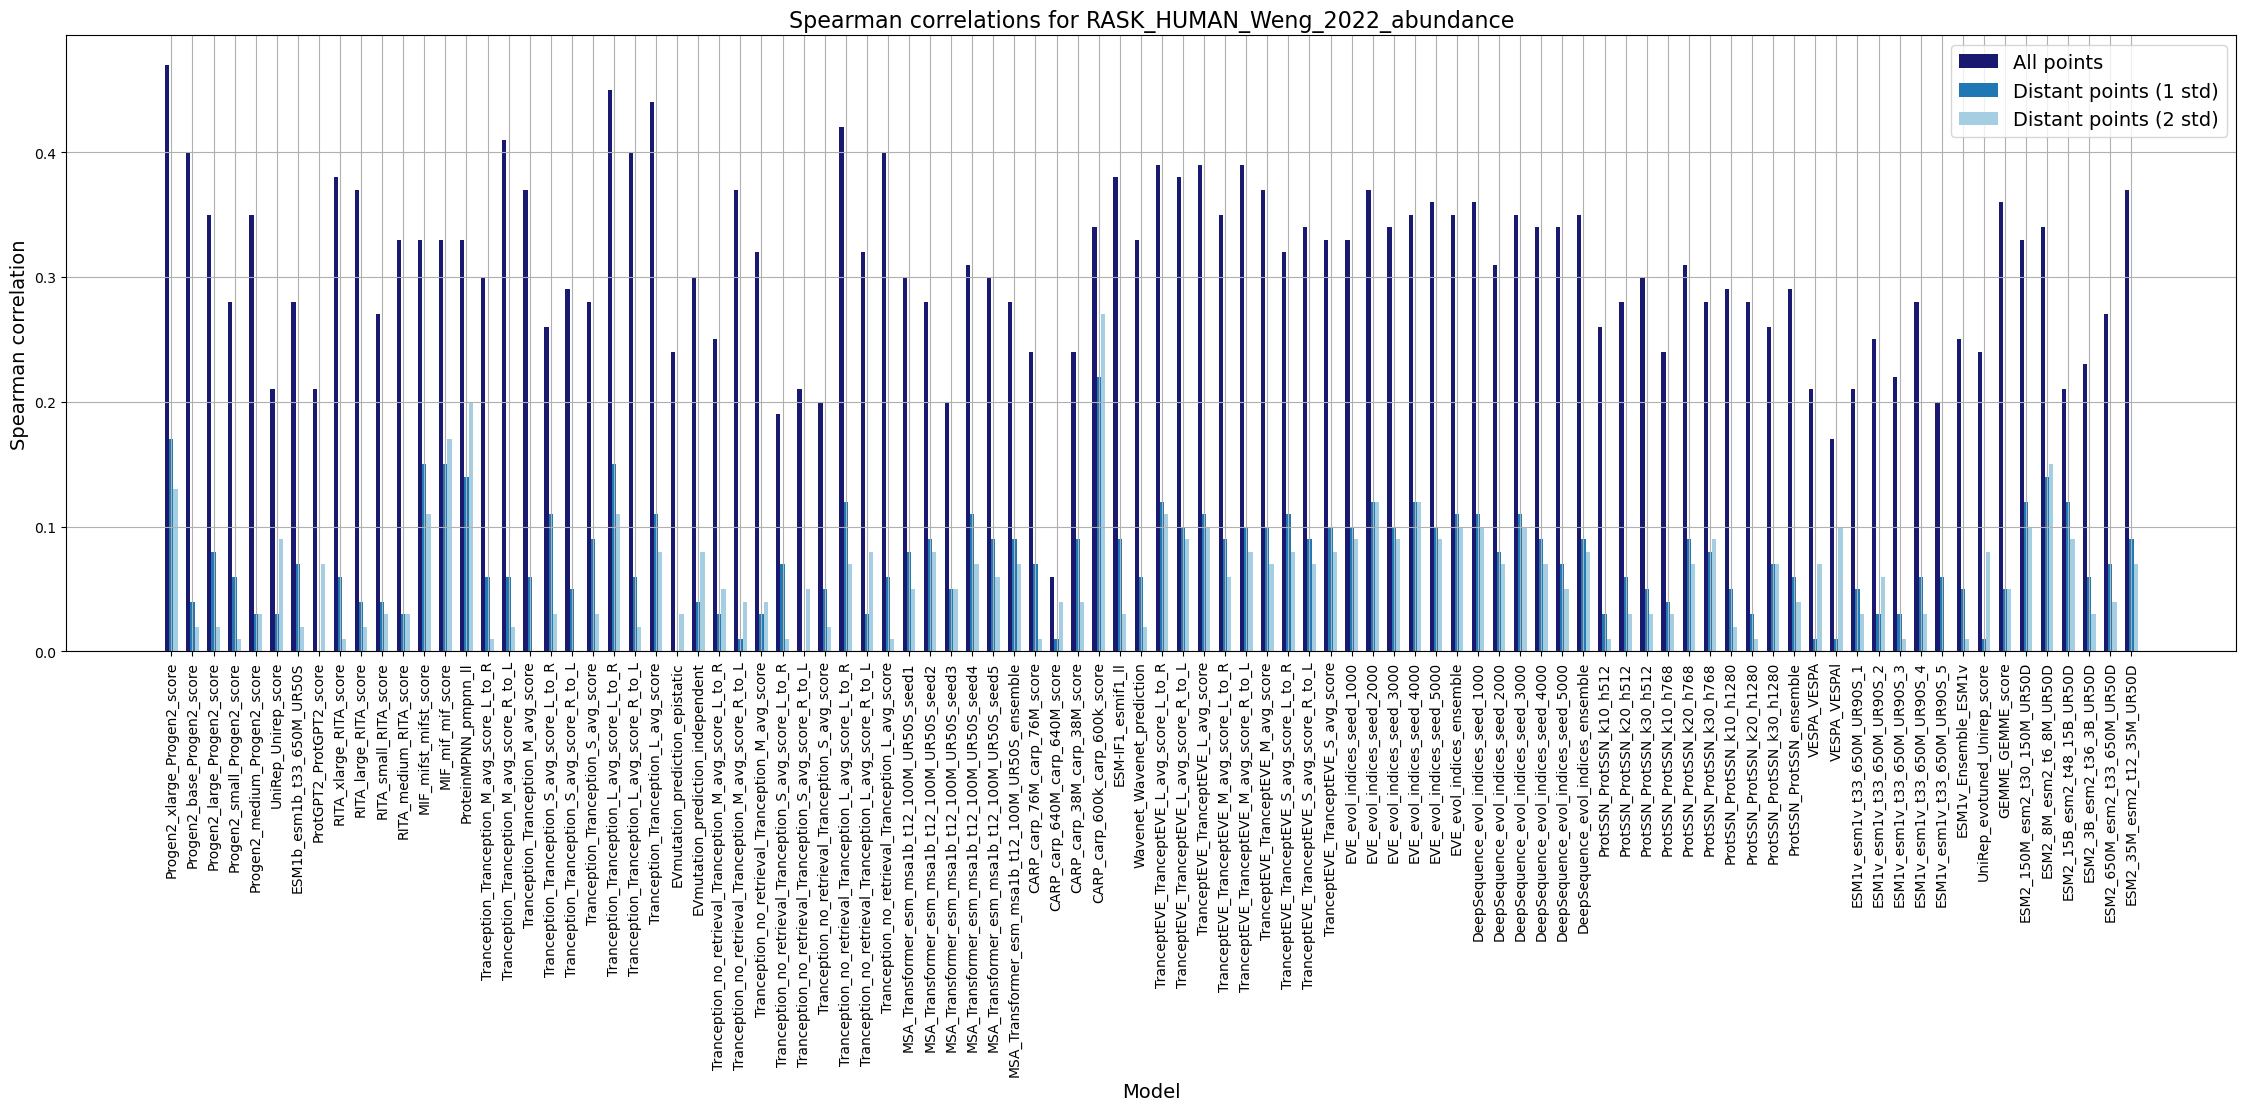 Spearman correlations for RASK_HUMAN_Weng_2022_abundance
All points
Distant points (1 std)
Distant points (2 std)
Spearman correlation
0.4
0.3
0.2
0.1
0.0
Progen2_xlarge_Progen2_score
Progen2_base_Progen2_score
Progen2_large_Progen2_score
Progen2_small_Progen2_score
Progen2_medium_Progen2_score
UniRep_Unirep_score
ESM1b_esm1b_t33_650M_UR50S
ProtGPT2_ProtGPT2_score
RITA_xlarge_RITA_score
RITA_large_RITA_score
RITA_small_RITA_score
RITA_medium_RITA_score
MIF_mifst_mifst_score
MIF_mif_mif_score
ProteinMPNN_pmpnn_ll
Tranception_Tranception_M_avg_score_L_to_R
Tranception_Tranception_M_avg_score_R_to_L
Tranception_Tranception_M_avg_score
Tranception_Tranception_S_avg_score_L_to_R
Tranception_Tranception_S_avg_score_R_to_L
Tranception_Tranception_S_avg_score
Tranception_Tranception_L_avg_score_L_to_R
Tranception_Tranception_L_avg_score_R_to_L
Tranception_Tranception_L_avg_score
EVmutation_prediction_epistatic
EVmutation_prediction_independent
Tranception_no_retrieval_Tranception_M_avg_score_L_to_R
Tranception_no_retrieval_Tranception_M_avg_score_R_to_L
Tranception_no_retrieval_Tranception_M_avg_score
Tranception_no_retrieval_Tranception_S_avg_score_L_to_R
Tranception_no_retrieval_Tranception_S_avg_score_R_to_L
Tranception_no_retrieval_Tranception_S_avg_score
Tranception_no_retrieval_Tranception_L_avg_score_L_to_R
Tranception_no_retrieval_Tranception_L_avg_score_R_to_L
Tranception_no_retrieval_Tranception_L_avg_score
MSA_Transformer_esm_msa1b_t12_100M_UR50S_seed1
MSA_Transformer_esm_msa1b_t12_100M_UR50S_seed2
MSA_Transformer_esm_msa1b_t12_100M_UR50S_seed3
MSA_Transformer_esm_msa1b_t12_100M_UR50S_seed4
MSA_Transformer_esm_msa1b_t12_100M_UR50S_seed5
MSA_Transformer_esm_msa1b_t12_100M_UR50S_ensemble
CARP_carp_76M_carp_76M_score
CARP_carp_640M_carp_640M_score
CARP_carp_38M_carp_38M_score
CARP_carp_600k_carp_600k_score
ESM-IF1_esmif1_ll
Wavenet_Wavenet_prediction
TranceptEVE_TranceptEVE_L_avg_score_L_to_R
TranceptEVE_TranceptEVE_L_avg_score_R_to_L
TranceptEVE_TranceptEVE_L_avg_score
TranceptEVE_TranceptEVE_M_avg_score_L_to_R
TranceptEVE_TranceptEVE_M_avg_score_R_to_L
TranceptEVE_TranceptEVE_M_avg_score
TranceptEVE_TranceptEVE_S_avg_score_L_to_R
TranceptEVE_TranceptEVE_S_avg_score_R_to_L
TranceptEVE_TranceptEVE_S_avg_score
EVE_evol_indices_seed_1000
EVE_evol_indices_seed_2000
EVE_evol_indices_seed_3000
EVE_evol_indices_seed_4000
EVE_evol_indices_seed_5000
EVE_evol_indices_ensemble
DeepSequence_evol_indices_seed_1000
DeepSequence_evol_indices_seed_2000
DeepSequence_evol_indices_seed_3000
DeepSequence_evol_indices_seed_4000
DeepSequence_evol_indices_seed_5000
DeepSequence_evol_indices_ensemble
ProtSSN_ProtSSN_k10_h512
ProtSSN_ProtSSN_k20_h512
ProtSSN_ProtSSN_k30_h512
ProtSSN_ProtSSN_k10_h768
ProtSSN_ProtSSN_k20_h768
ProtSSN_ProtSSN_k30_h768
ProtSSN_ProtSSN_k10_h1280
ProtSSN_ProtSSN_k20_h1280
ProtSSN_ProtSSN_k30_h1280
ProtSSN_ProtSSN_ensemble
VESPA_VESPA
VESPA_VESPAl
ESM1v_esm1v_t33_650M_UR90S_1
ESM1v_esm1v_t33_650M_UR90S_2
ESM1v_esm1v_t33_650M_UR90S_3
ESM1v_esm1v_t33_650M_UR90S_4
ESM1v_esm1v_t33_650M_UR90S_5
ESM1v_Ensemble_ESM1v
UniRep_evotuned_Unirep_score
GEMME_GEMME_score
ESM2_150M_esm2_t30_150M_UR50D
ESM2_8M_esm2_t6_8M_UR50D
ESM2_15B_esm2_t48_15B_UR50D
ESM2_3B_esm2_t36_3B_UR50D
ESM2_650M_esm2_t33_650M_UR50D
ESM2_35M_esm2_t12_35M_UR50D
Model